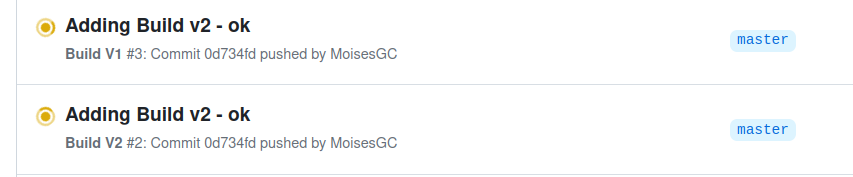 Adding Build v2 - ok
Build V1 #3: Commit 0d734fd pushed by MoisesGC
master
Adding Build v2 - ok
Build V2 #2: Commit 0d734fd pushed by MoisesGC
master